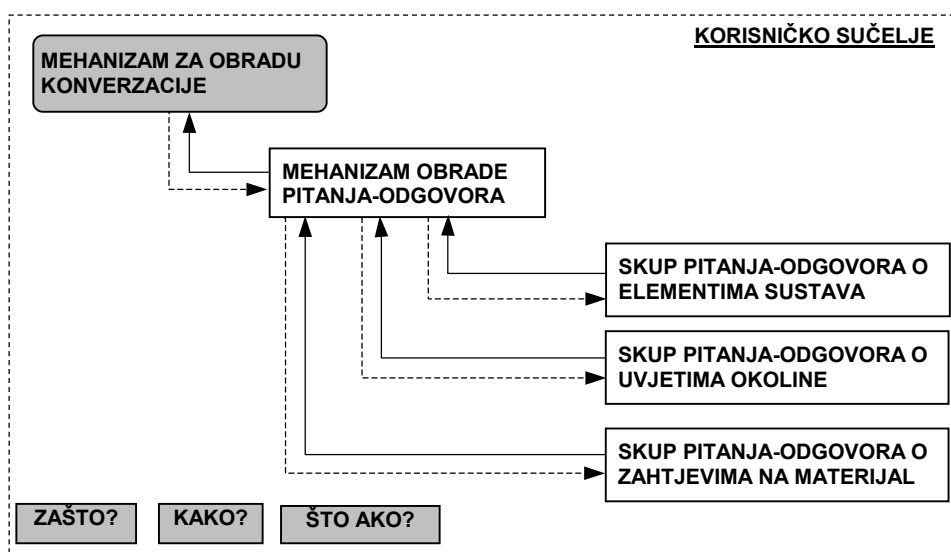 KORISNIČKO SUČELJE
MEHANIZAM ZA OBRADU
KONVERZACIJE
MEHANIZAM OBRADE
PITANJA-ODGOVORA
SKUP PITANJA-ODGOVORA O
ELEMENTIMA SUSTAVA
SKUP PITANJA-ODGOVORA O
UVJETIMA OKOLINE
SKUP PITANJA-ODGOVORA O
ZAHTJEVIMA NA MATERIJAL
ZAŠTO?
KAKO?
ŠTO AKO?